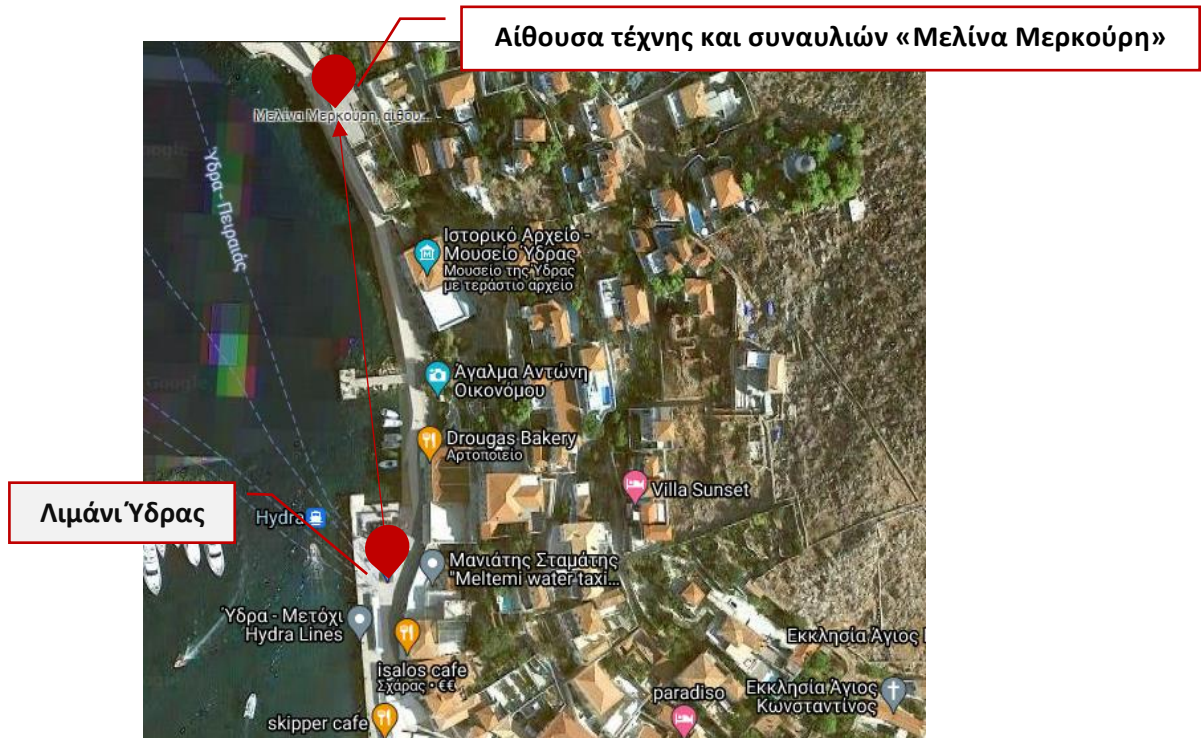 Αίθουσα τέχνης και συναυλιών «Μελίνα Μερκούρη»
Μελίνα Μερκούρη, αίθου...
Ύδρα - Πειραιάς
Ιστορικό Αρχείο -
Μουσείο Ύδρας
Μουσείο της Ύδρας
με τεράστιο αρχείο
Google
Άγαλμα Αντώνη
Οικονόμου
Drougas Bakery
Αρτοποιείο
Villa Sunset
Λιμάνι Ύδρας
Hydra
Μανιάτης Σταμάτης
"Meltemi water taxi...
Ύδρα - Μετόχι
Hydra Lines
Εκκλησία Άγιος
isalos cafe
Σχάρας • €€
paradiso
Εκκλησία Άγιος
Κωνσταντίνος
skipper cafe